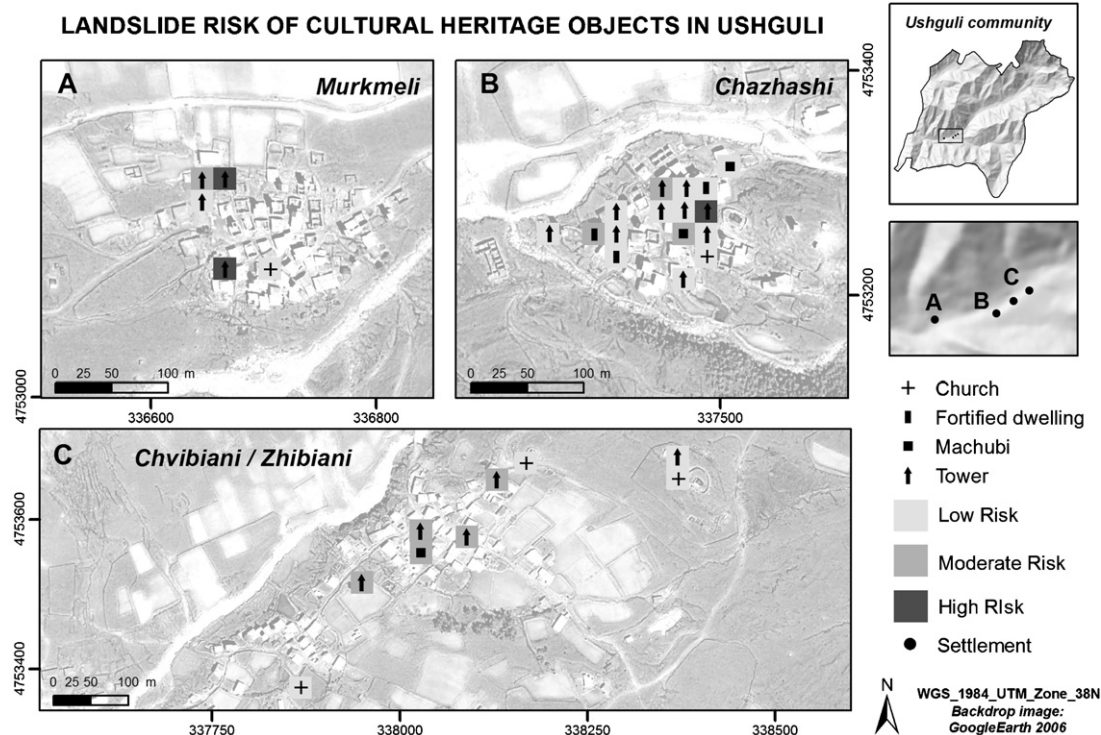 LANDSLIDE RISK OF CULTURAL HERITAGE OBJECTS IN USHGULI
A
Murkmeli
0 25 50 100 m
4753000
336600
336800
B
Chazhashi
0 25 50 100 m
4753400
4753200
337500
C
Chvibiani / Zhibiani
0 25 50 100 m
4753600
4753400
337750
338000
338250
338500
Ushguli community
A
B
C
Church
Fortified dwelling
Machubi
Tower
Low Risk
Moderate Risk
High RIsk
Settlement
N
WGS_1984_UTM_Zone_38N
Backdrop image:
GoogleEarth 2006